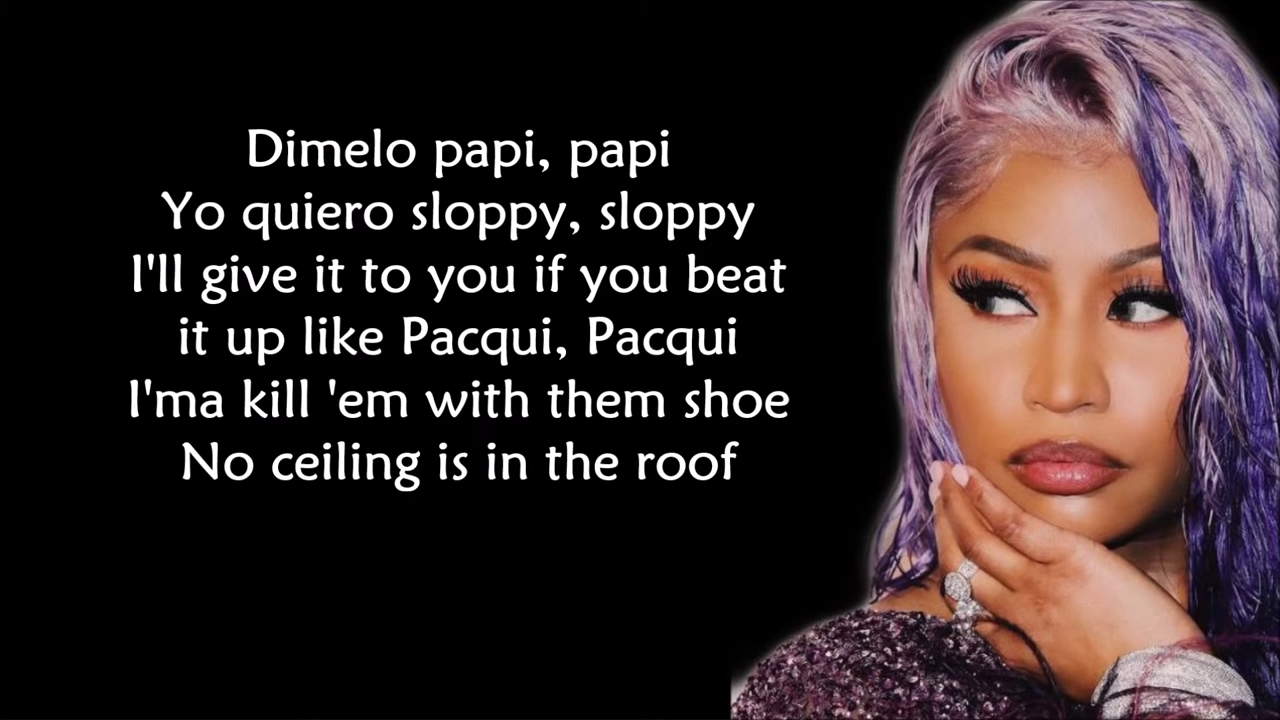 Dimelo papi, papi
Yo quiero sloppy, sloppy
I'll give it to you if you beat
it up like Pacqui, Pacqui
I'ma kill 'em with them shoe
No ceiling is in the roof